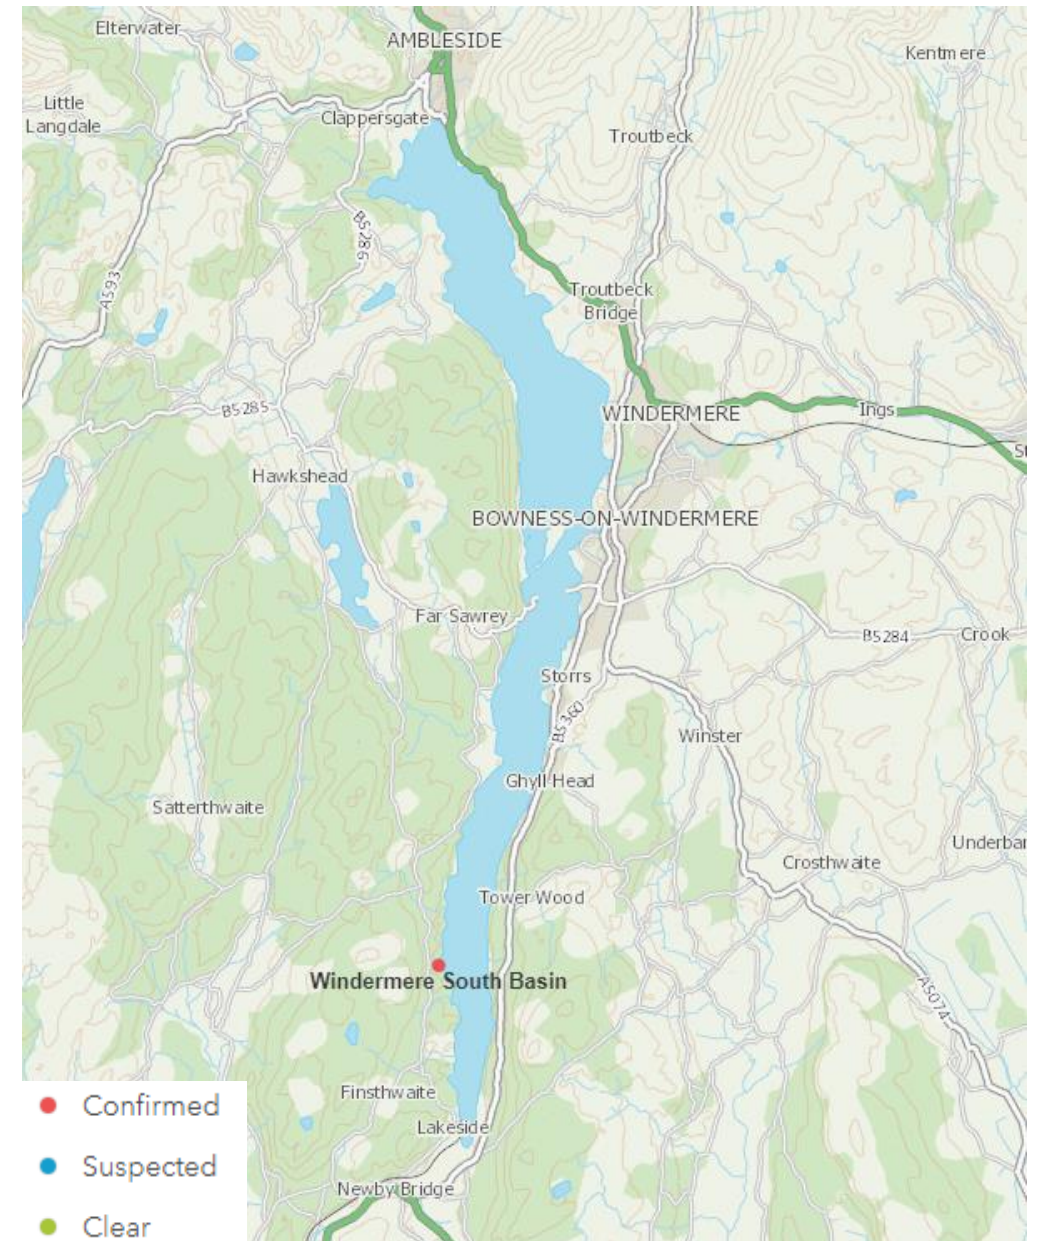 Elterwater
AMBLESIDE
Kentmere
Little
Langdale
Clappersgate
Troutbeck
B5286
A593
Troutbeck
Bridge
B5285
WINDERMERE
Ings
St
Hawkshead
BOWNESS-ON-WINDERMERE
Far Sawrey
B5284
Crook
Storrs
B5360
Winster
Ghyll Head
Satterthwaite
Underbar
Crosthwaite
Tower Wood
Windermere South Basin
A5074
Finsthwaite
Lakeside
Newby Bridge
Confirmed
Suspected
Clear